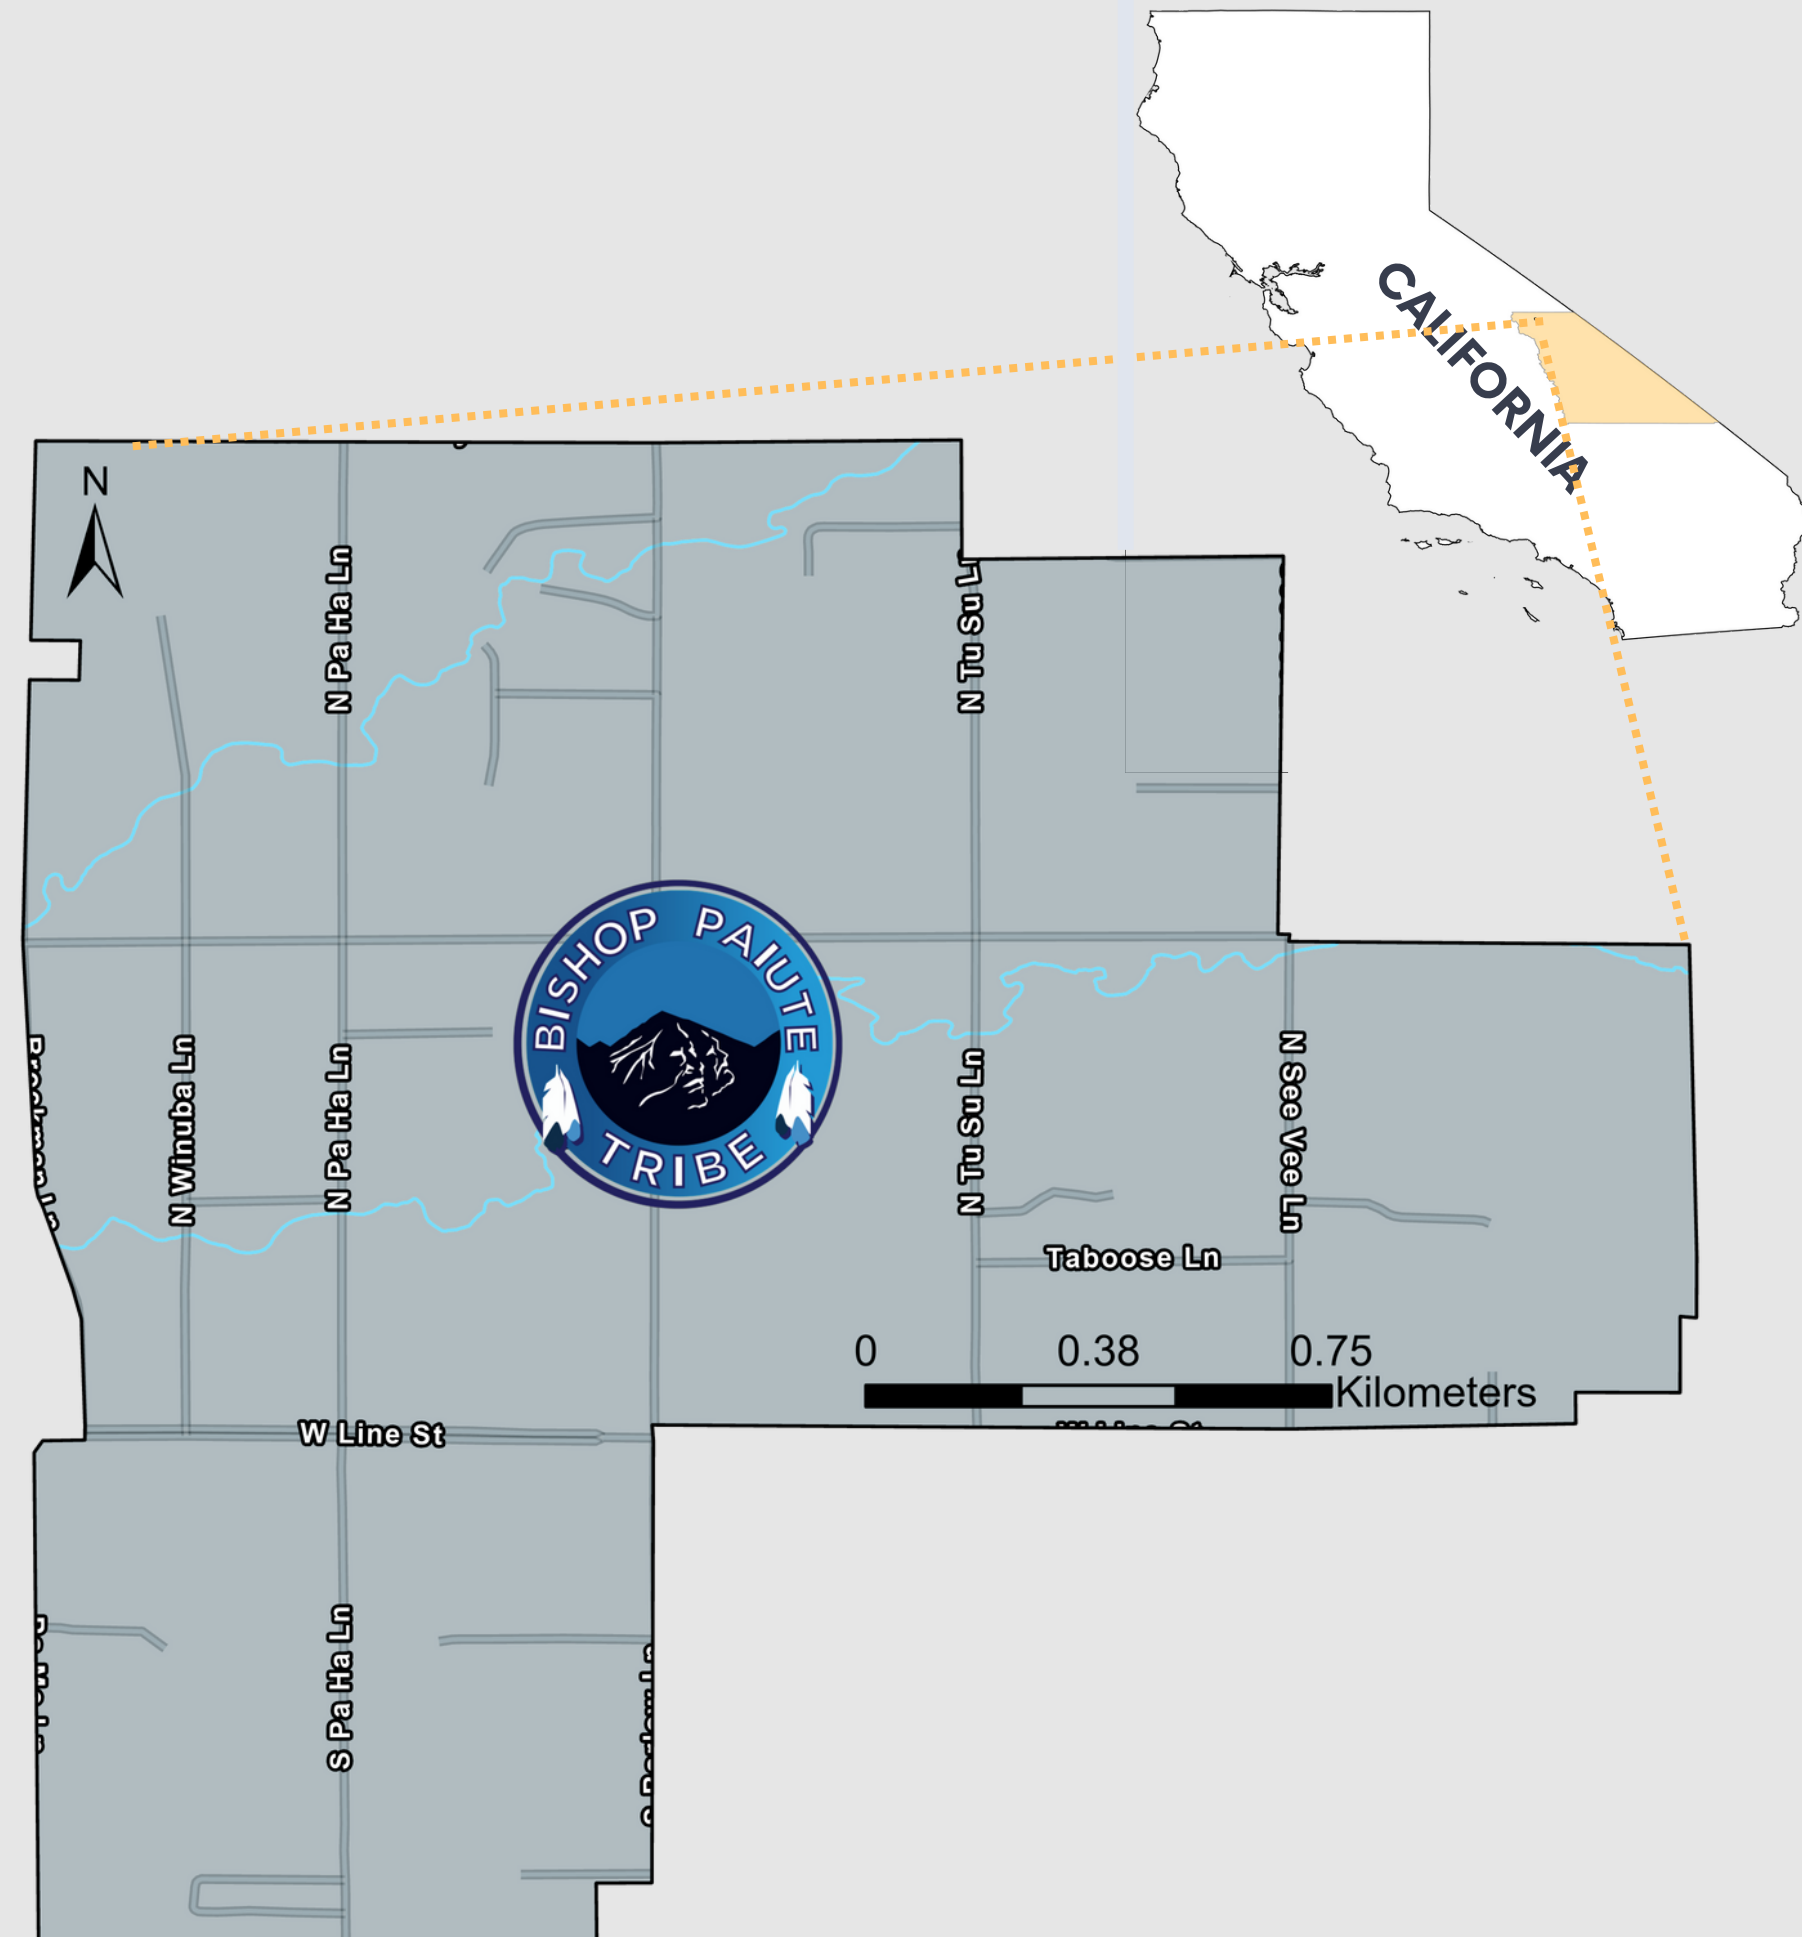 CALIFORNIA
N
N Pa Ha Ln
N Tu Su L
BISHOP PAIUTE
TRIBE
N Winuba Ln
N Pa Ha Ln
N Tu Su Ln
N See Vee Ln
Taboose Ln
0 0.38 0.75
Kilometers
W Line St
S Pa Ha Ln